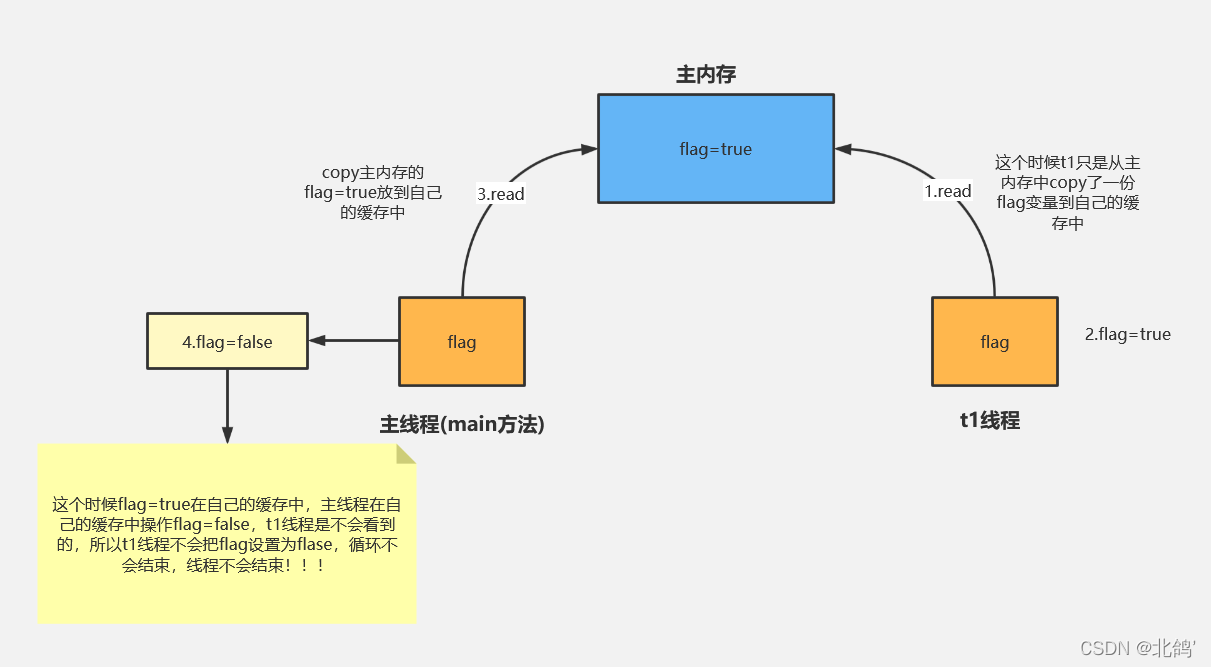 主内存
flag=true
copy主内存的
flag=true放到自己
的缓存中
3.read
1.read
这个时候t1只是从主
内存中copy了一份
flag变量到自己的缓
存中
4.flag=false
flag
flag
2.flag=true
主线程(main方法)
t1线程
这个时候flag=true在自己的缓存中，主线程在自
己的缓存中操作flag=false，t1线程是不会看到
的，所以t1线程不会把flag设置为flase，循环不
会结束，线程不会结束！！！
CSDN @北鸽'